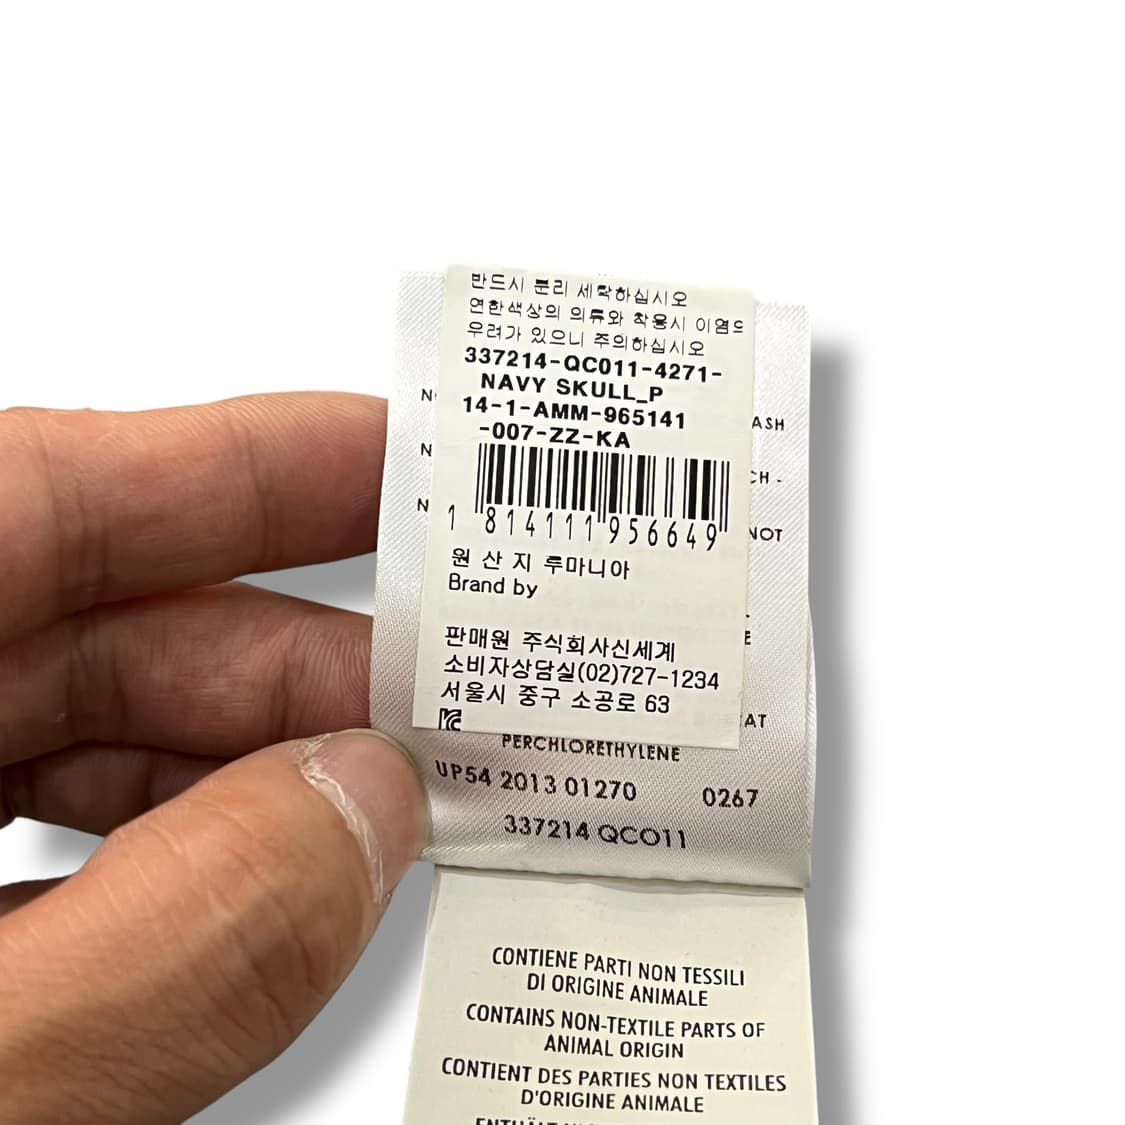 반드시 분리 세탁하십시오
연한색상의 의류와 착용시 이염의
우려가 있으니 주의하십시오
337214-QC011-4271-
NAVY SKULL_P
14-1-AMM-965141
-007-ZZ-KA
1 814111 956649
원 산 지 루마니아
Brand by
판매원 주식회사신세계
소비자상담실(02)727-1234
서울시 중구 소공로 63
NOT
PERCHLORETHYLENE
UP54 2013 01270 0267
337214 QC011
CONTIENE PARTI NON TESSILI
DI ORIGINE ANIMALE
CONTAINS NON-TEXTILE PARTS OF
ANIMAL ORIGIN
CONTIENT DES PARTIES NON TEXTILES
D'ORIGINE ANIMALE